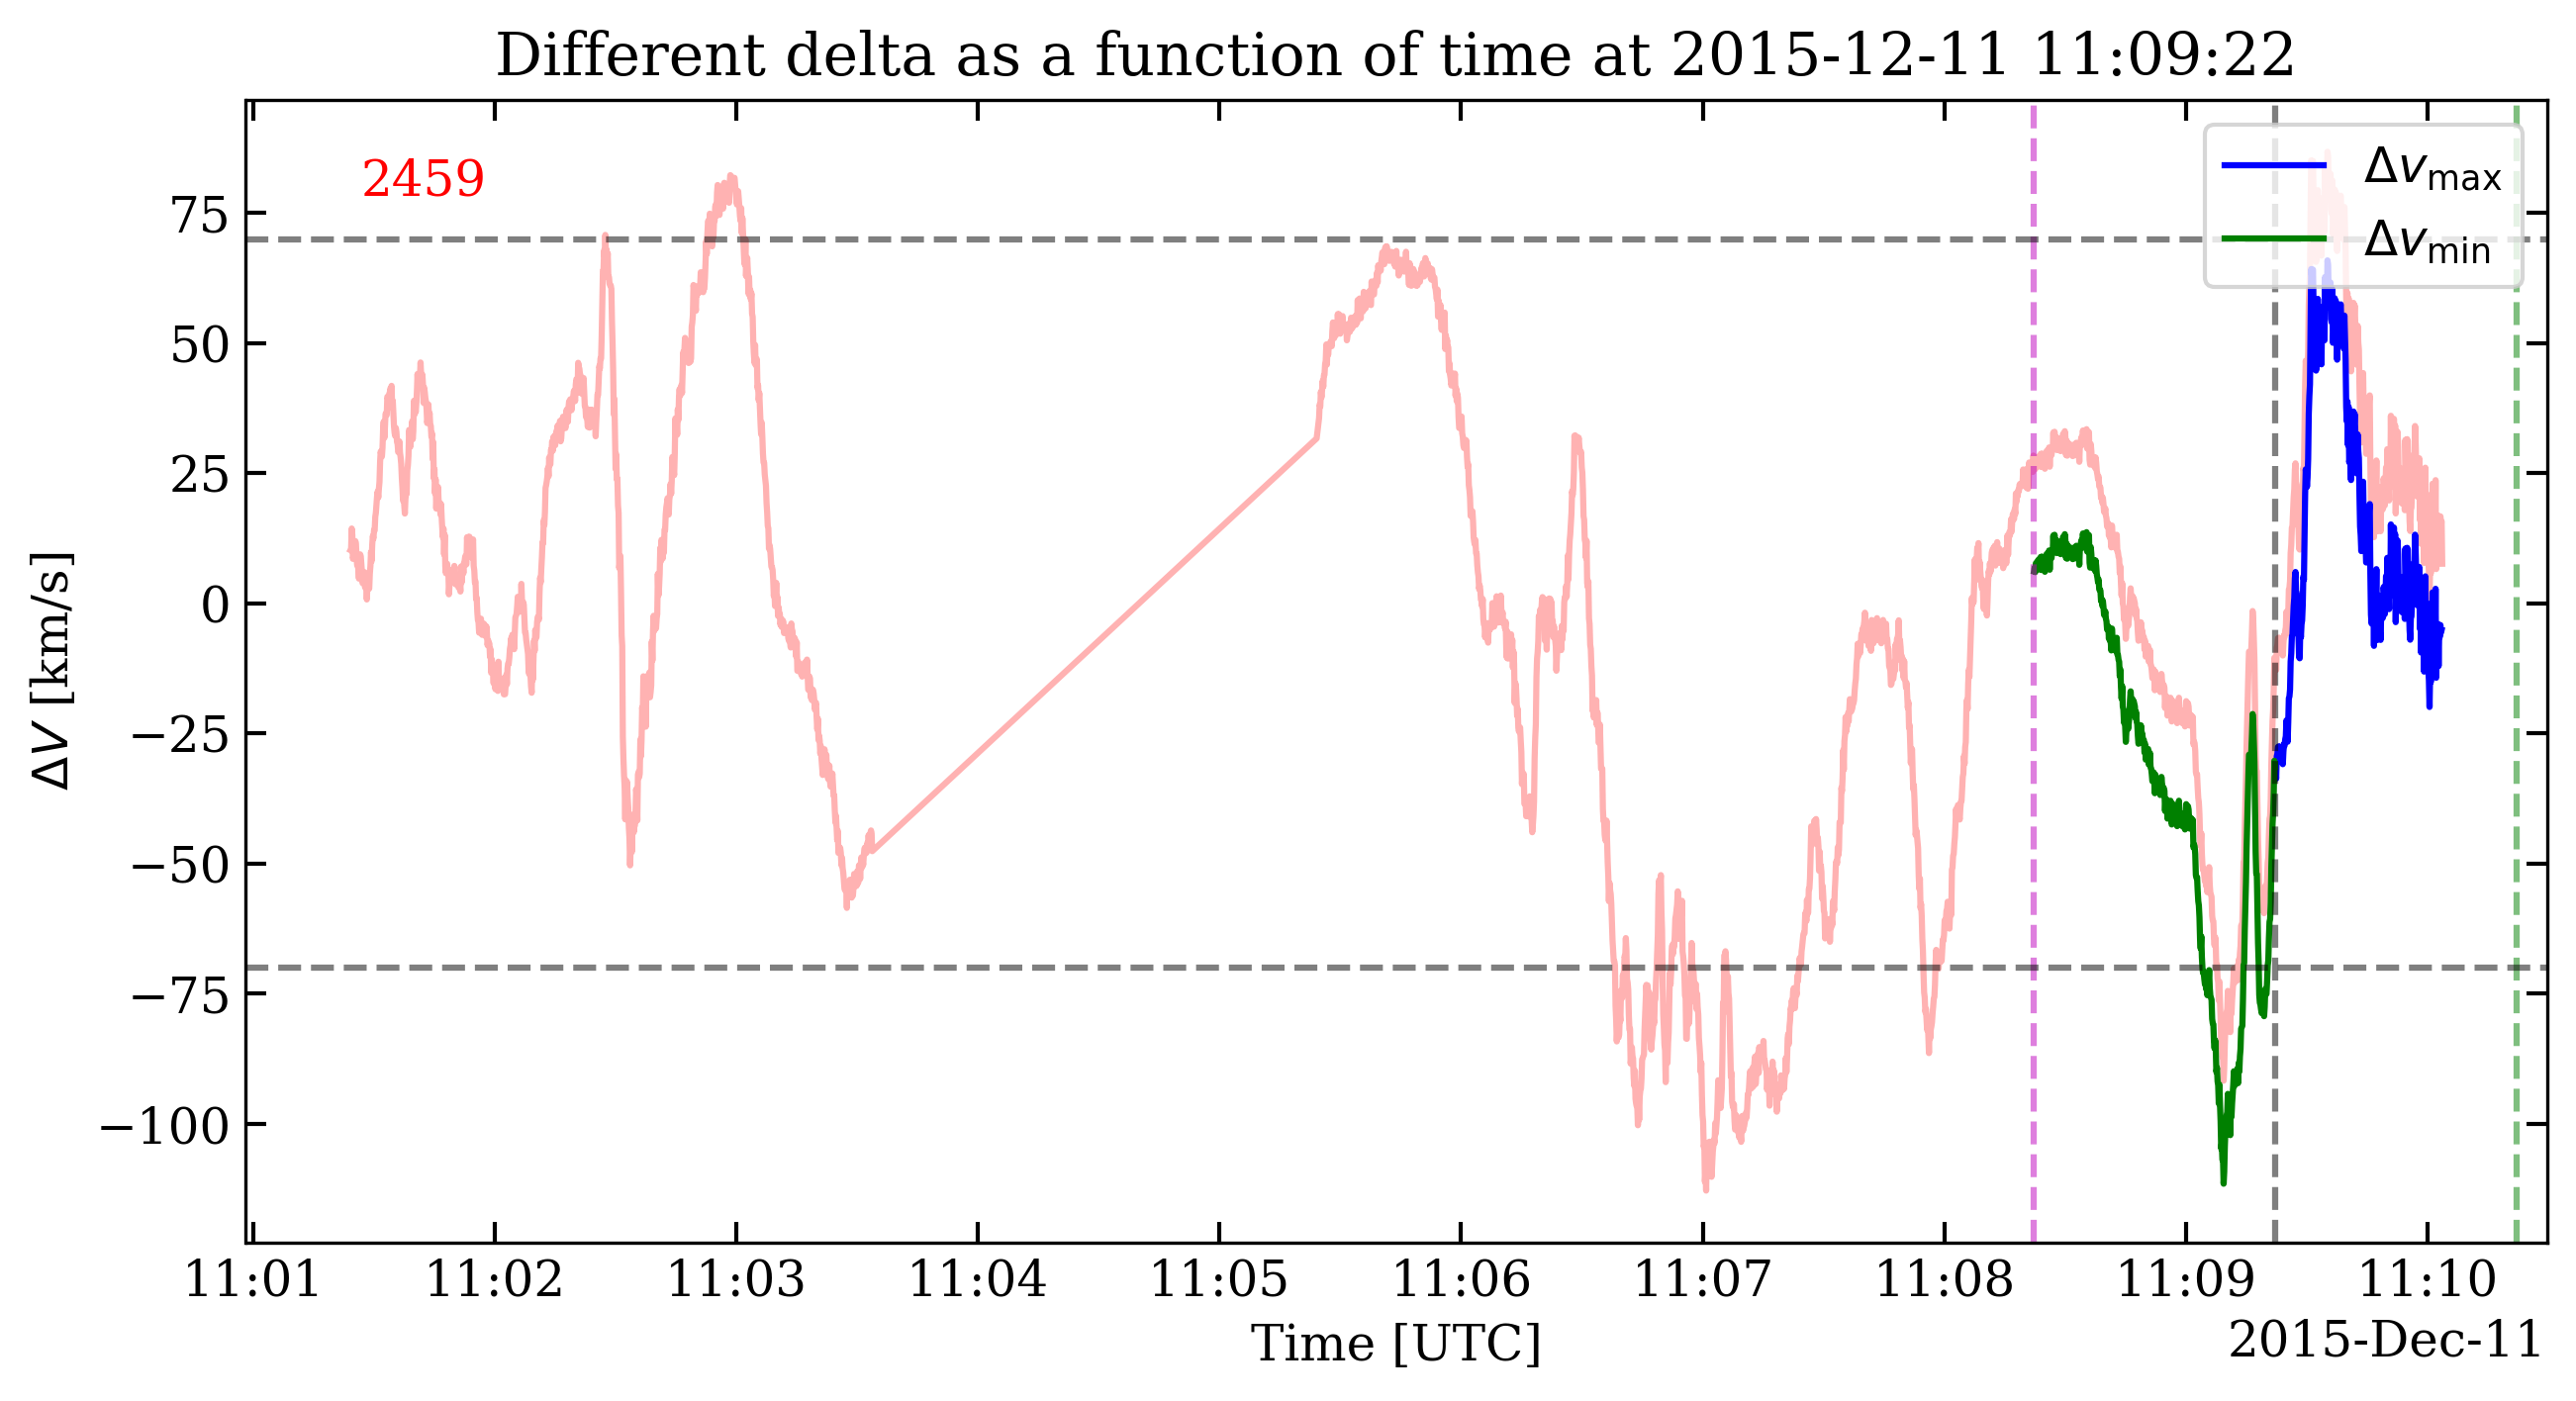 Different delta as a function of time at 2015-12-11 11:09:22
2459
Δv_max
Δv_min
75
50
25
0
−25
−50
−75
−100
ΔV [km/s]
11:01 11:02 11:03 11:04 11:05 11:06 11:07 11:08 11:09 11:10
Time [UTC]
2015-Dec-11